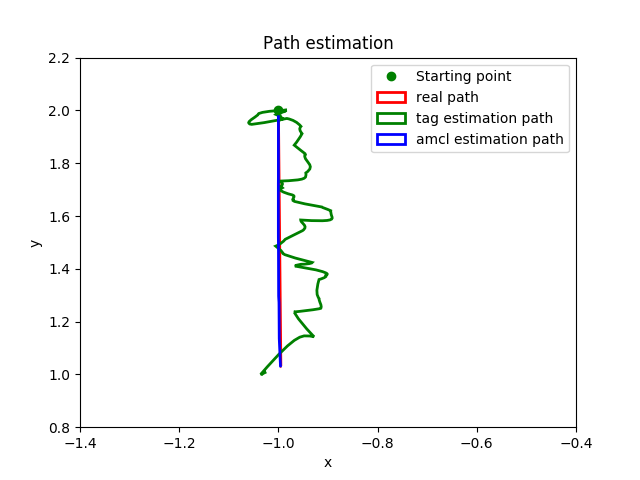 Path estimation
Starting point
real path
tag estimation path
amcl estimation path
y
2.2
2.0
1.8
1.6
1.4
1.2
1.0
0.8
−1.4 −1.2 −1.0 −0.8 −0.6 −0.4
x